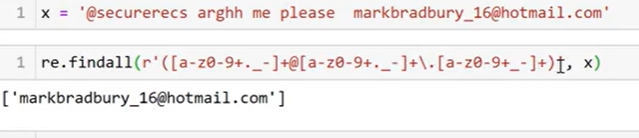 1 x = '@securerecs arghh me please  markbradbury_16@hotmail.com'
1 re.findall(r'([a-z0-9+._-]+@[a-z0-9+._-]+\.[a-z0-9+_-]+)', x)
['markbradbury_16@hotmail.com']